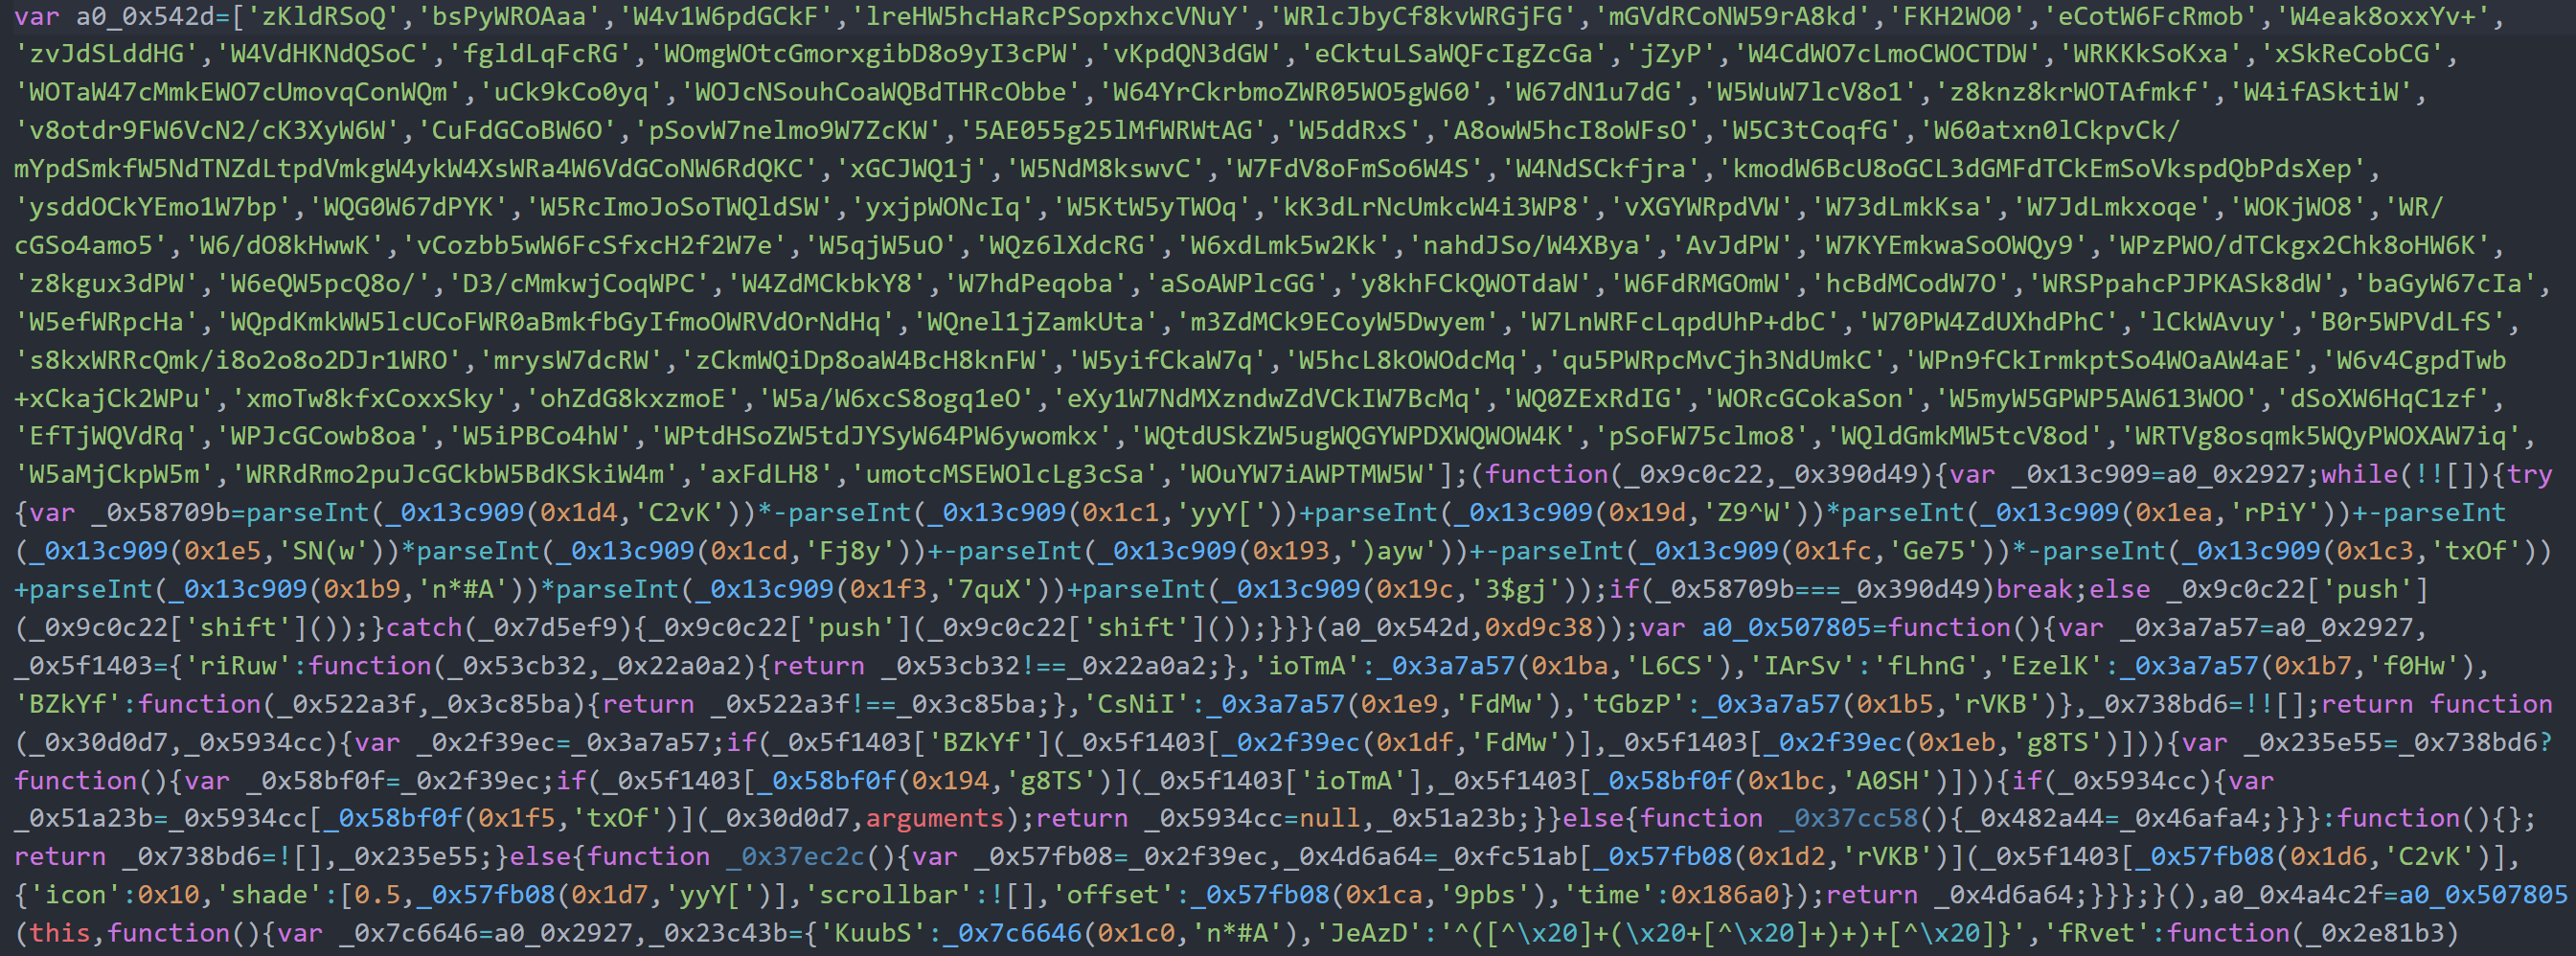 var a0_0x542d=['zKldRSoQ','bsPyWROAaa','W4v1W6pdGCkF','lreHW5hcHaRcPSopxhxcVNuY','WRlcJbyCf8kvWRGjFG','mGVdRCoNW59rA8kd','FKH2WO0','eCotW6FcRmob','W4eak8oxxYv+',
'zvJdSLddHG','W4VdHKNdQSoC','fgldLqFcRG','WOmgWOtcGmorxgibD8o9yI3cPW','vKpdQN3dGW','eCktuLSaWQFcIgZcGa','jZyP','W4CdWO7cLmoCWOCTDW','WRKKkSoKxa','xSkReCobCG',
'WOTaW47cMmkEWO7cUmovqConWQm','uCk9kCo0yq','WOJcNSouhCoaWQBdTHRcObbe','W64YrCkrbmoZWR05WO5gW60','W67dN1u7dG','W5WuW7lcV8o1','z8knz8krWOTAfmkf','W4ifASktiW',
'v8otdr9FW6VcN2/cK3XyW6W','CuFdGCoBW6O','pSovW7nelmo9W7ZcKW','5AE055g25lMfWRWtAG','W5ddRxS','A8owW5hcI8oWFsO','W5C3tCoqfG','W60atxn0lCkpvCk/
mYpdSmkfW5NdTNZdLtpdVmkgW4ykW4XsWRa4W6VdGCoNW6RdQKC','xGCJWQ1j','W5NdM8kswvC','W7FdV8oFmSo6W4S','W4NdSCkfjra','kmodW6BcU8oGCL3dGMFdTCkEmSoVkspdQbPdsXep',
'ysddOCkYEmo1W7bp','WQG0W67dPYK','W5RcImoJoSoTWQldSW','yxjpWONcIq','W5KtW5yTWOq','kK3dLrNcUmkcW4i3WP8','vXGYWRpdVW','W73dLmkKsa','W7JdLmkxoqe','WOKjWO8','WR/
cGSo4amo5','W6/dO8kHwwK','vCozbb5wW6FcSfxcH2f2W7e','W5qjW5uO','WQz6lXdcRG','W6xdLmk5w2Kk','nahdJSo/W4XBya','AvJdPW','W7KYEmkwaSoOWQy9','WPzPWO/dTCkgx2Chk8oHW6K',
'z8kgux3dPW','W6eQW5pcQ8o/','D3/cMmkwjCoqWPC','W4ZdMCkbkY8','W7hdPeqoba','aSoAWPlcGG','y8khFCkQWOTdaW','W6FdRMGOmW','hcBdMCodW7O','WRSPpahcPJPKASk8dW','baGyW67cIa',
'W5efWRpcHa','WQpdKmkWW5lcUCoFWR0aBmkfbGyIfmoOWRVdOrNdHq','WQnel1jZamkUta','m3ZdMCk9ECoyW5Dwyem','W7LnWRFcLqpdUhP+dbC','W70PW4ZdUXhdPhC','lCkWAvuy','B0r5WPVdLfS',
's8kxWRRcQmk/i8o2o8o2DJr1WRO','mrysW7dcRW','zCkmWQiDp8oaW4BcH8knFW','W5yifCkaW7q','W5hcL8kOWOdcMq','qu5PWRpcMvCjh3NdUmkC','WPn9fCkIrmkptSo4WOaAW4aE','W6v4CgpdTwb
+xCkajCk2WPu','xmoTw8kfxCoxxSky','ohZdG8kxzmoE','W5a/W6xcS8ogq1eO','eXy1W7NdMXzndwZdVCkIW7BcMq','WQ0ZExRdIG','WORcGCokaSon','W5myW5GPWP5AW613WOO','dSoXW6HqC1zf',
'EfTjWQVdRq','WPJcGCowb8oa','W5iPBCo4hW','WPtdHSoZW5tdJYSyW64PW6ywomkx','WQtdUSkZW5ugWQGYWPDXWQWOW4K','pSoFW75clmo8','WQldGmkMW5tcV8od','WRTVg8osqmk5WQyPWOXAW7iq',
'W5aMjCkpW5m','WRRdRmo2puJcGCkbW5BdKSkiW4m','axFdLH8','umotcMSEWOlcLg3cSa','WOuYW7iAWPTMW5W'];(function(_0x9c0c22,_0x390d49){var _0x13c909=a0_0x2927;while(!![]){try
{var _0x58709b=parseInt(_0x13c909(0x1d4,'C2vK'))*-parseInt(_0x13c909(0x1c1,'yyY['))+parseInt(_0x13c909(0x19d,'Z9^W'))*parseInt(_0x13c909(0x1ea,'rPiY'))+-parseInt
(_0x13c909(0x1e5,'SN(w'))*parseInt(_0x13c909(0x1cd,'Fj8y'))+-parseInt(_0x13c909(0x193,')ayw'))+-parseInt(_0x13c909(0x1fc,'Ge75'))*-parseInt(_0x13c909(0x1c3,'txOf'))
+parseInt(_0x13c909(0x1b9,'n*#A'))*parseInt(_0x13c909(0x1f3,'7quX'))+parseInt(_0x13c909(0x19c,'3$gj'));if(_0x58709b===_0x390d49)break;else _0x9c0c22['push']
(_0x9c0c22['shift']());}catch(_0x7d5ef9){_0x9c0c22['push'](_0x9c0c22['shift']());}}}(a0_0x542d,0xd9c38));var a0_0x507805=function(){var _0x3a7a57=a0_0x2927,
_0x5f1403={'riRuw':function(_0x53cb32,_0x22a0a2){return _0x53cb32!==_0x22a0a2;},'ioTmA':_0x3a7a57(0x1ba,'L6CS'),'IArSv':'fLhnG','EzelK':_0x3a7a57(0x1b7,'f0Hw'),
'BZkYf':function(_0x522a3f,_0x3c85ba){return _0x522a3f!==_0x3c85ba;},'CsNiI':_0x3a7a57(0x1e9,'FdMw'),'tGbzP':_0x3a7a57(0x1b5,'rVKB')},_0x738bd6=!![];return function
(_0x30d0d7,_0x5934cc){var _0x2f39ec=_0x3a7a57;if(_0x5f1403['BZkYf'](_0x5f1403[_0x2f39ec(0x1df,'FdMw')],_0x5f1403[_0x2f39ec(0x1eb,'g8TS')])){var _0x235e55=_0x738bd6?
function(){var _0x58bf0f=_0x2f39ec;if(_0x5f1403[_0x58bf0f(0x194,'g8TS')](_0x5f1403['ioTmA'],_0x5f1403[_0x58bf0f(0x1bc,'A0SH')])){if(_0x5934cc){var
_0x51a23b=_0x5934cc[_0x58bf0f(0x1f5,'txOf')](_0x30d0d7,arguments);return _0x5934cc=null,_0x51a23b;}}else{function _0x37cc58(){_0x482a44=_0x46afa4;}}}:function(){};
return _0x738bd6=![],_0x235e55;}else{function _0x37ec2c(){var _0x57fb08=_0x2f39ec,_0x4d6a64=_0xfc51ab[_0x57fb08(0x1d2,'rVKB')](_0x5f1403[_0x57fb08(0x1d6,'C2vK')],
{'icon':0x10,'shade':[0.5,_0x57fb08(0x1d7,'yyY[')],'scrollbar':![],'offset':_0x57fb08(0x1ca,'9pbs'),'time':0x186a0});return _0x4d6a64;}}};}(),a0_0x4a4c2f=a0_0x507805
(this,function(){var _0x7c6646=a0_0x2927,_0x23c43b={'KuubS':_0x7c6646(0x1c0,'n*#A'),'JeAzD':'^([^\x20]+(\x20+[^\x20]+)+)+[^\x20]}','fRvet':function(_0x2e81b3)